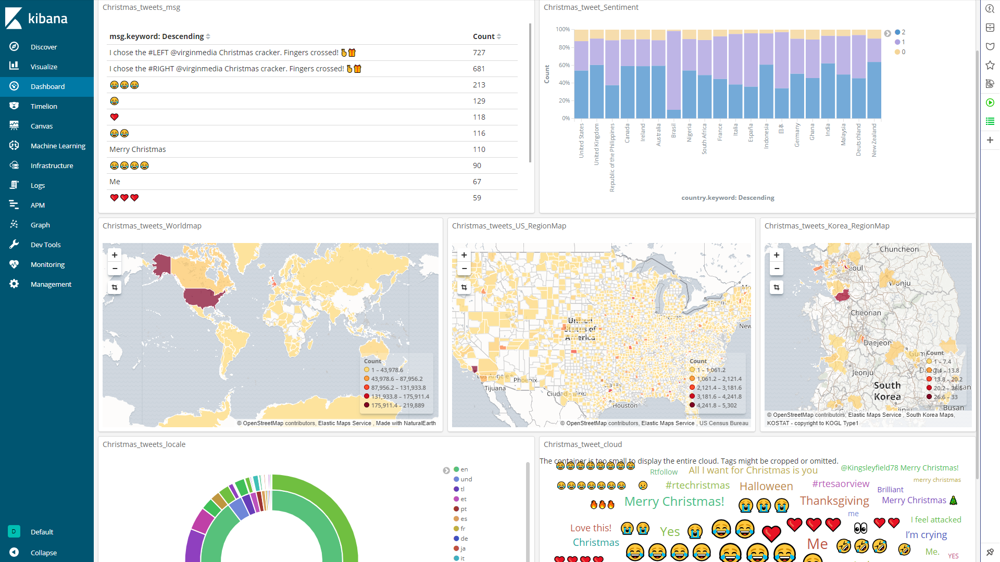 kibana
Discover
Visualize
Dashboard
Timelion
Canvas
Machine Learning
Infrastructure
Logs
APM
Graph
Dev Tools
Monitoring
Management
D Default
Collapse
Christmas_tweets_msg
msg.keyword: Descending Count
I chose the #LEFT @virginmedia Christmas cracker. Fingers crossed! 727
I chose the #RIGHT @virginmedia Christmas cracker. Fingers crossed! 681
😂😂😂 213
😂 129
❤ 118
😂😂 116
Merry Christmas 110
😂😂😂😂 90
Me 67
❤❤❤ 59
Christmas_tweet_Sentiment
100%
80%
60%
40%
20%
0%
Count
2
1
0
United States
United Kingdom
Republic of the Philippines
Canada
Ireland
Australia
Brasil
Nigeria
South Africa
France
Italia
España
Indonesia
日本
Germany
Ghana
India
Malaysia
Deutschland
New Zealand
country.keyword: Descending
Christmas_tweets_Worldmap
+
−
Count
1 – 43,978.6
43,978.6 – 87,956.2
87,956.2 – 131,933.8
131,933.8 – 175,911.4
175,911.4 – 219,889
© OpenStreetMap contributors, Elastic Maps Service , Made with NaturalEarth
Christmas_tweets_US_RegionMap
+
−
United
States of
America
New
Los Angeles
Phoenix
Tijuana
Ciudad Juárez
Dallas
Houston
Count
1 – 1,061.2
1,061.2 – 2,121.4
2,121.4 – 3,181.6
3,181.6 – 4,241.8
4,241.8 – 5,302
© OpenStreetMap contributors, Elastic Maps Service , US Census Bureau
Christmas_tweets_Korea_RegionMap
+
−
Chuncheon
Seoul
Wonju
Cheonan
Daejeon
Jeonju
South
Korea
Busan
Count
1 – 7.4
7.4 – 13.8
13.8 – 20.2
20.2 – 26.6
26.6 – 33
© OpenStreetMap contributors, Elastic Maps Service , South Korea Maps,
KOSTAT - copyright to KOGL Type1
Christmas_tweets_locale
en
und
tl
et
pt
es
fr
de
ja
it
Christmas_tweet_cloud
The container is too small to display the entire cloud. Tags might be cropped or omitted.
Rtfollow
All I want for Christmas is you
@Kingsleyfield78 Merry Christmas!
merry christmas
#rtechristmas
Halloween
#rtesaorview
Brilliant
Merry Christmas!
Thanksgiving
Merry Christmas 🎄
me
Love this!
Yes
I feel attacked
Christmas
I'm crying
Me
Me.
YES